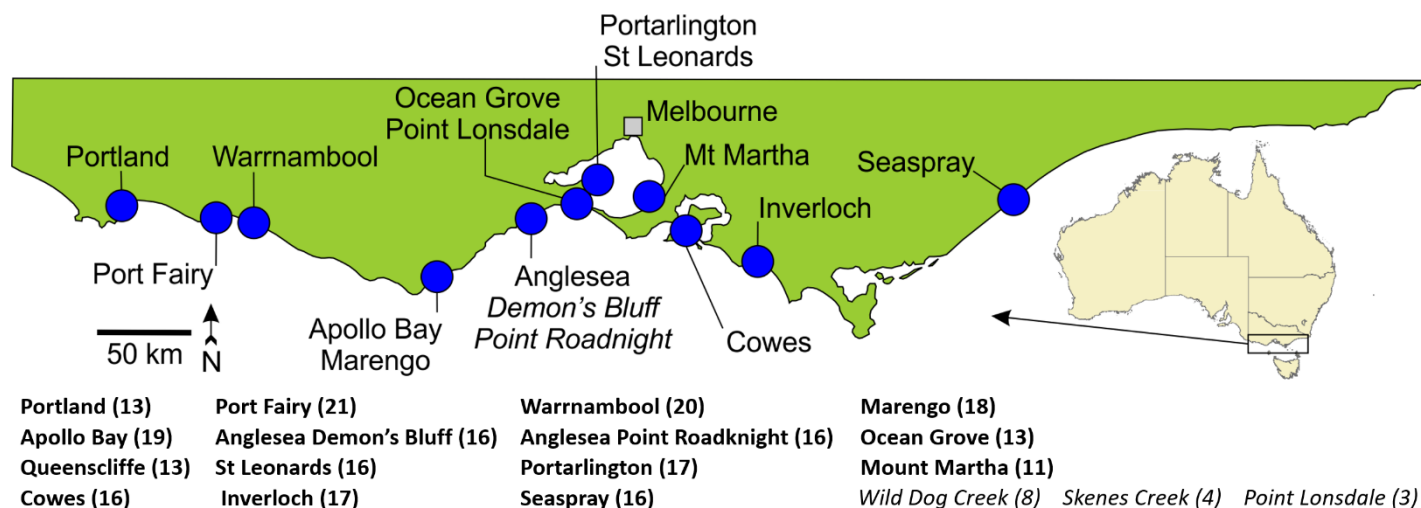 Portarlington
St Leonards
Ocean Grove
Point Lonsdale
Melbourne
Portland
Warrnambool
Mt Martha
Seaspray
Inverloch
Port Fairy
Anglesea
Demon's Bluff
Point Roadnight
Apollo Bay
Marengo
Cowes
50 km
N
Portland (13) Port Fairy (21) Warrnambool (20) Marengo (18)
Apollo Bay (19) Anglesea Demon's Bluff (16) Anglesea Point Roadknight (16) Ocean Grove (13)
Queenscliffe (13) St Leonards (16) Portarlington (17) Mount Martha (11)
Cowes (16) Inverloch (17) Seaspray (16) Wild Dog Creek (8) Skenes Creek (4) Point Lonsdale (3)